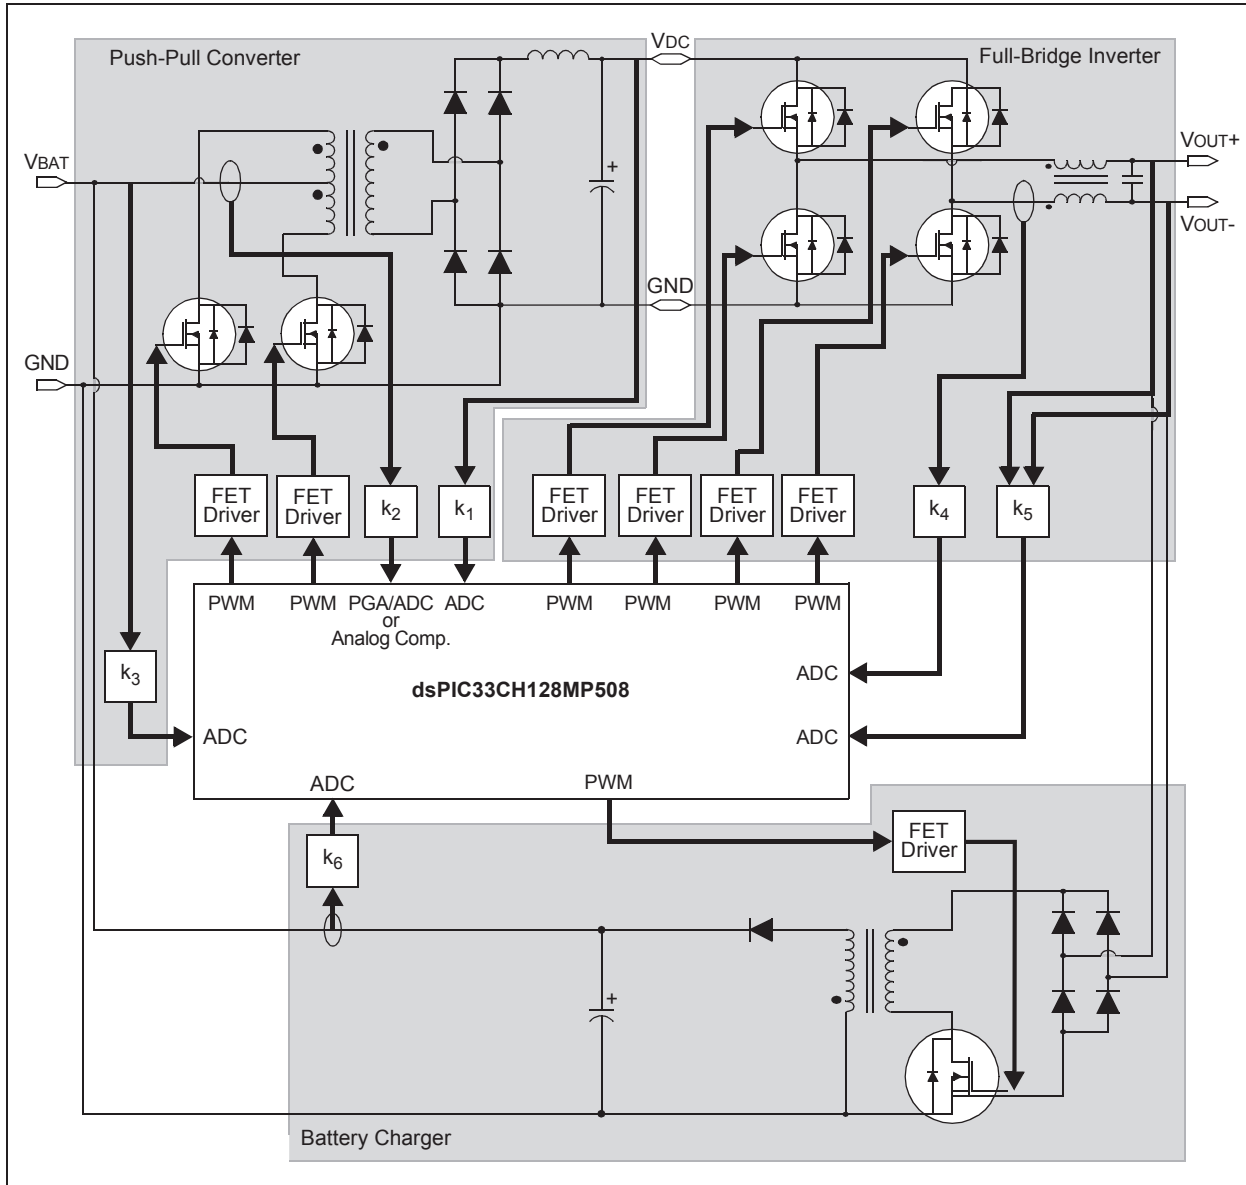 Push-Pull Converter
VDC
Full-Bridge Inverter
VBAT
VOUT+
VOUT-
+
GND
GND
FET
Driver
FET
Driver
k2
k1
FET
Driver
FET
Driver
FET
Driver
FET
Driver
k4
k5
PWM
PWM
PGA/ADC
or
Analog Comp.
ADC
PWM
PWM
PWM
PWM
k3
ADC
dsPIC33CH128MP508
ADC
ADC
ADC
PWM
k6
FET
Driver
+
Battery Charger